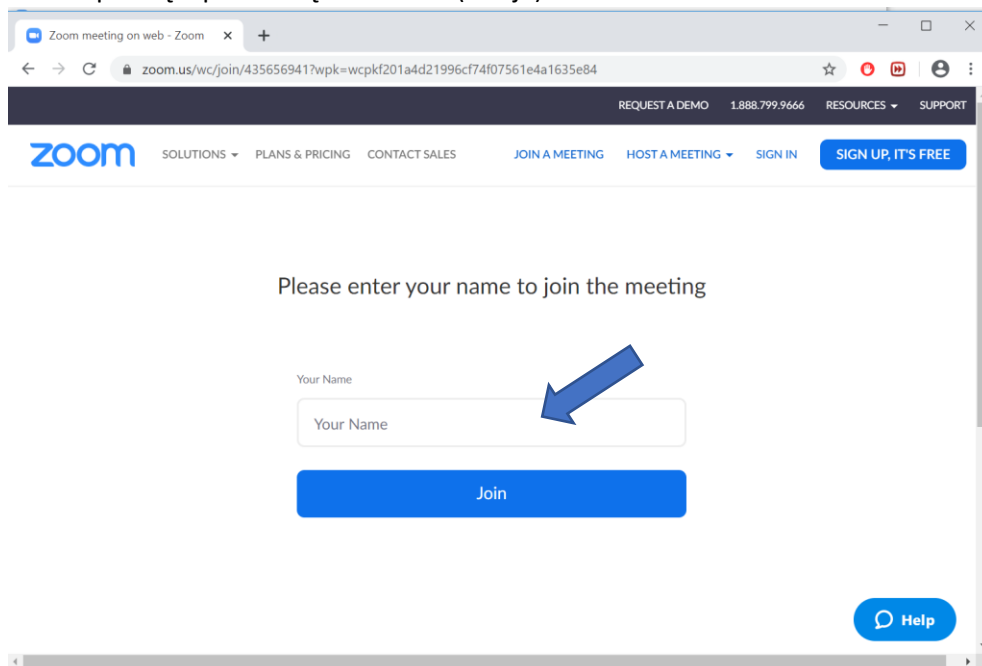 Zoom meeting on web - Zoom
zoom.us/wc/join/435656941?wpk=wcpkf201a4d21996cf74f07561e4a1635e84
REQUEST A DEMO 1.888.799.9666 RESOURCES SUPPORT
zoom SOLUTIONS PLANS & PRICING CONTACT SALES JOIN A MEETING HOST A MEETING SIGN IN SIGN UP, IT'S FREE
Please enter your name to join the meeting
Your Name
Your Name
Join
Help